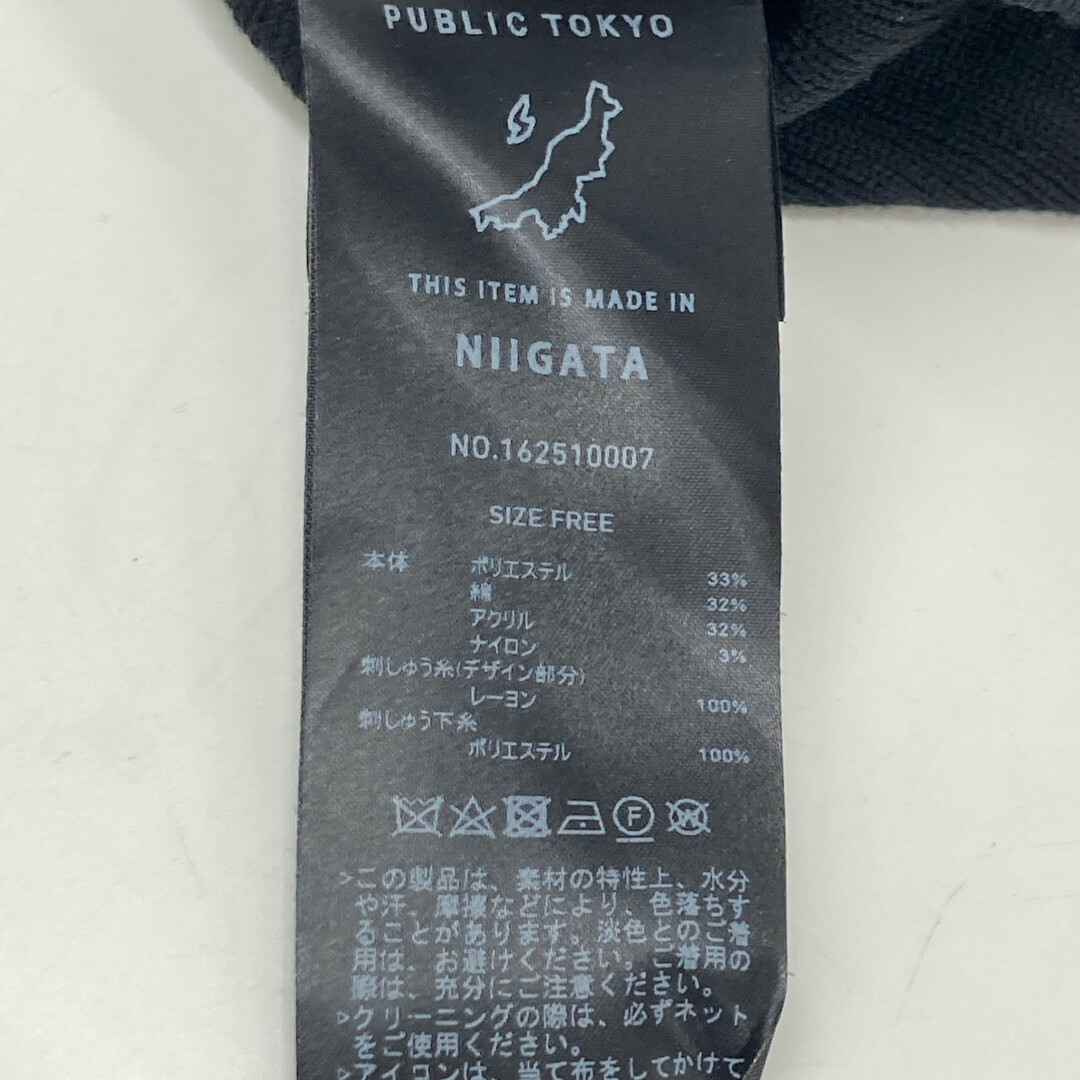 PUBLIC TOKYO
THIS ITEM IS MADE IN
NIIGATA
NO.162510007
SIZE FREE
本体 ポリエステル 33%
綿 32%
アクリル 32%
ナイロン 3%
刺しゅう糸(デザイン部分)
レーヨン 100%
刺しゅう下糸
ポリエステル 100%
F W
>この製品は、素材の特性上、水分
や汗、摩擦などにより、色落ちす
ることがあります。淡色とのご着
用は、お避けください。ご着用の
際は、充分にご注意ください。
>クリーニングの際は、必ずネット
をご使用ください。
>アイロンは、当て布をしてかけて